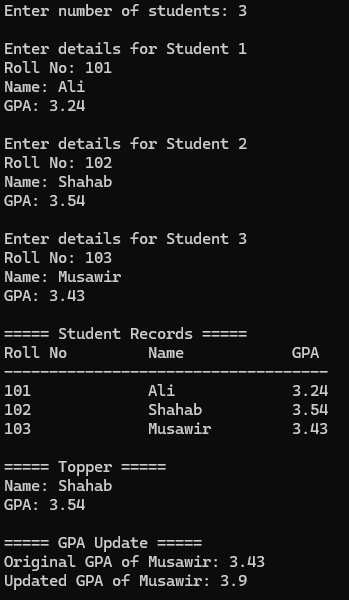 Enter number of students: 3
Enter details for Student 1
Roll No: 101
Name: Ali
GPA: 3.24
Enter details for Student 2
Roll No: 102
Name: Shahab
GPA: 3.54
Enter details for Student 3
Roll No: 103
Name: Musawir
GPA: 3.43
===== Student Records =====
Roll No Name GPA
------------------------------------
101 Ali 3.24
102 Shahab 3.54
103 Musawir 3.43
===== Topper =====
Name: Shahab
GPA: 3.54
===== GPA Update =====
Original GPA of Musawir: 3.43
Updated GPA of Musawir: 3.9